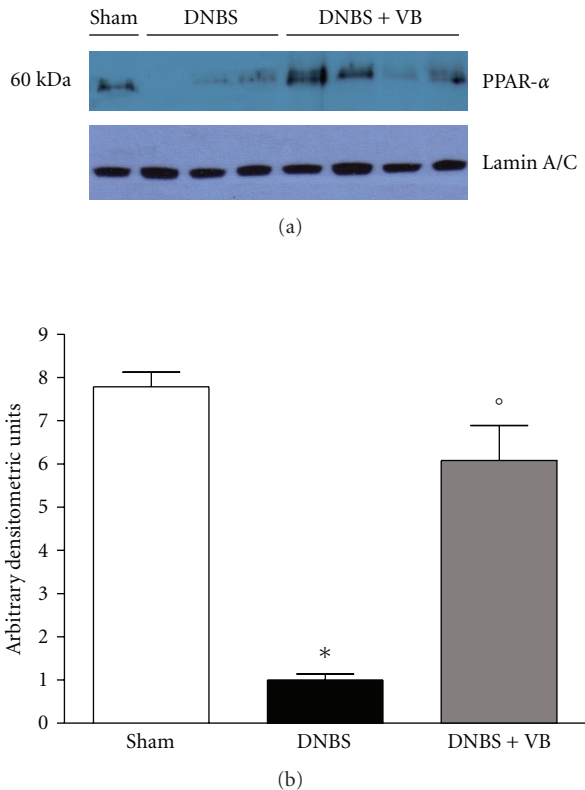 Sham DNBS DNBS + VB
60 kDa PPAR-α
Lamin A/C
(a)
9
8
7
6
5
4
3
2
1
0
Arbitrary densitometric units
°
*
Sham DNBS DNBS + VB
(b)